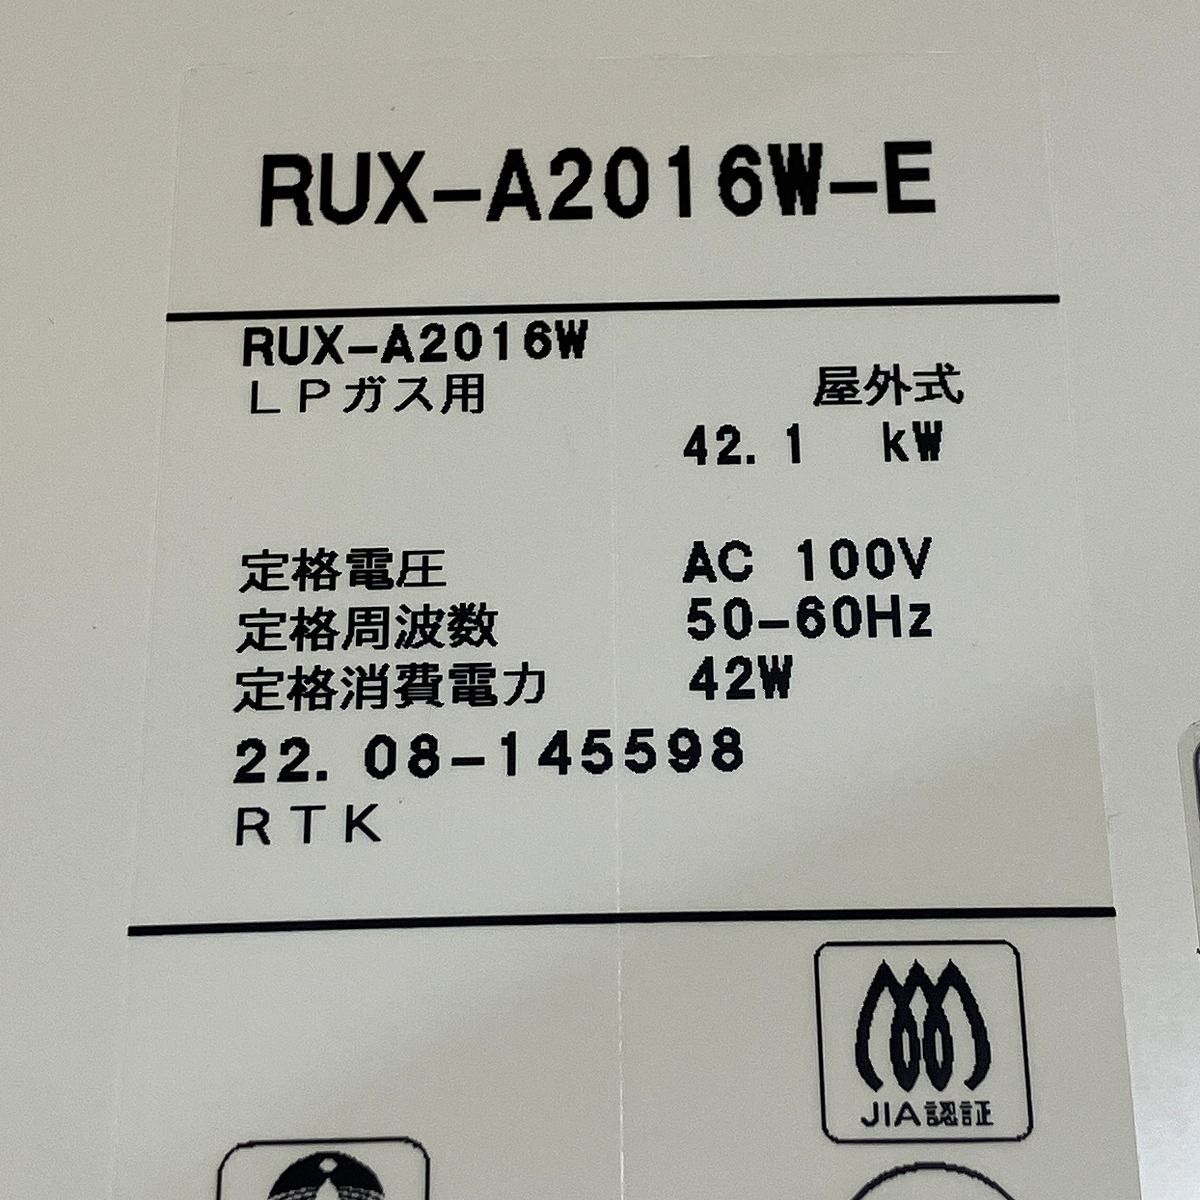 RUX-A2016W-E
RUX-A2016W
LPガス用 屋外式
42.1 kW
定格電圧 AC 100V
定格周波数 50-60Hz
定格消費電力 42W
22.08-145598
RTK
JIA認証